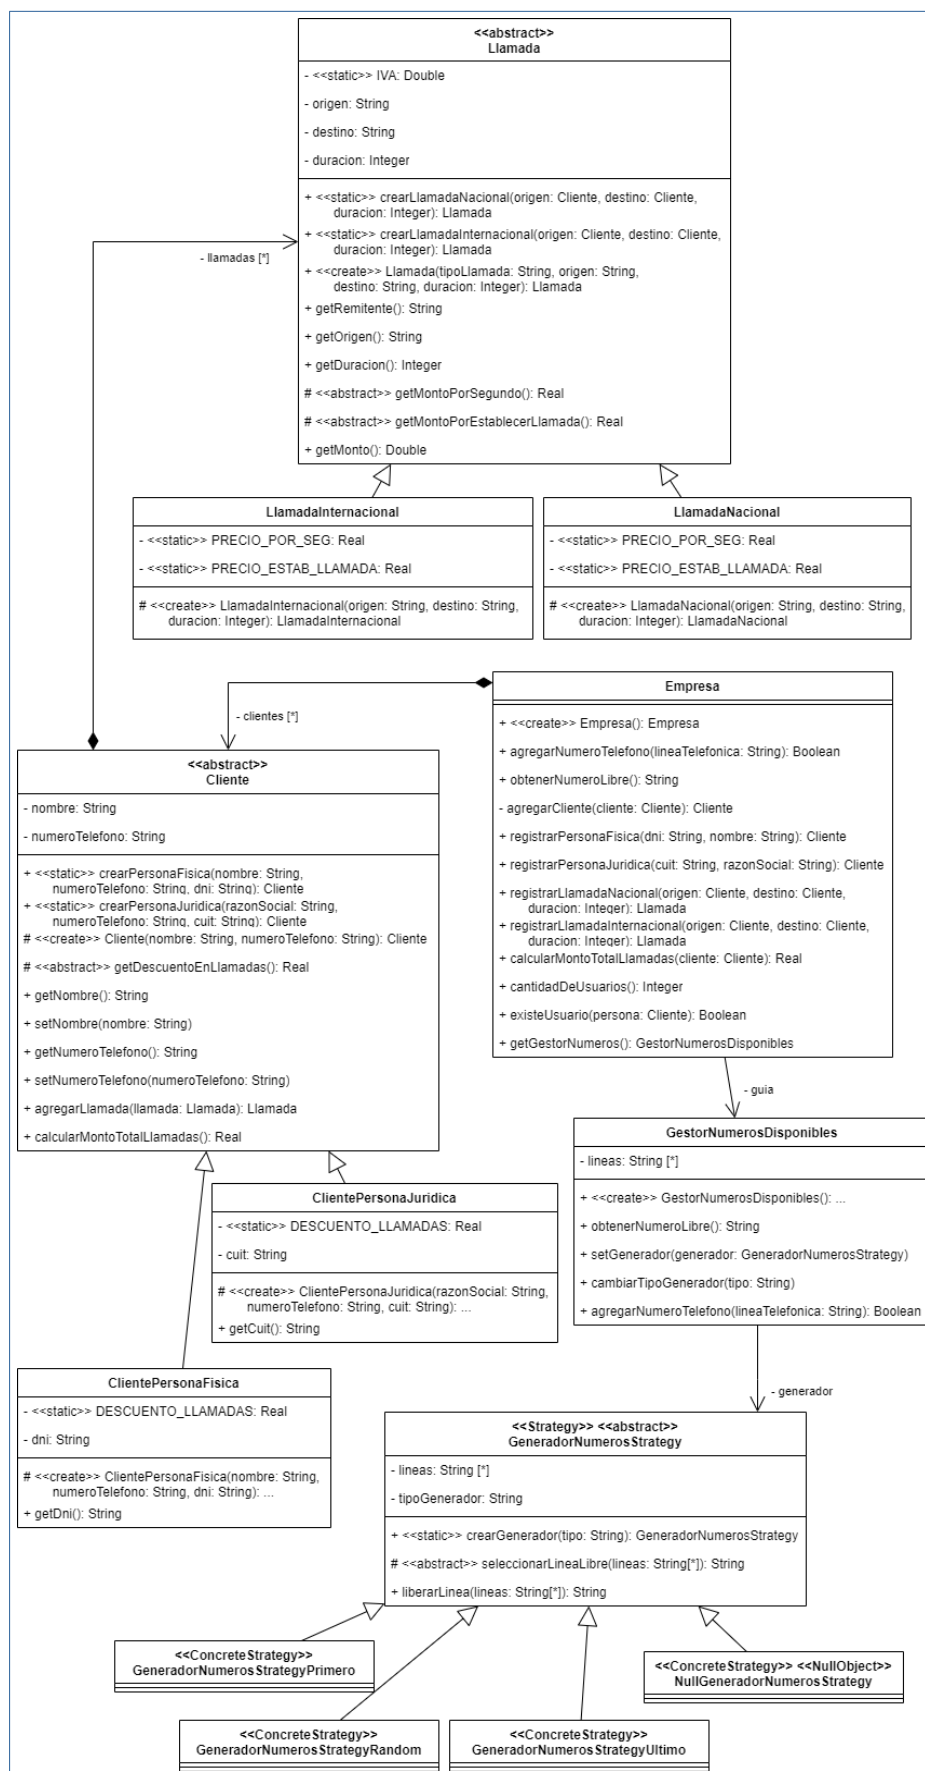 <<abstract>>
Llamada
- <<static>> IVA: Double
- origen: String
- destino: String
- duracion: Integer
+ <<static>> crearLlamadaNacional(origen: Cliente, destino: Cliente,
duracion: Integer): Llamada
+ <<static>> crearLlamadaInternacional(origen: Cliente, destino: Cliente,
duracion: Integer): Llamada
+ <<create>> Llamada(tipoLlamada: String, origen: String,
destino: String, duracion: Integer): Llamada
+ getRemitente(): String
+ getOrigen(): String
+ getDuracion(): Integer
# <<abstract>> getMontoPorSegundo(): Real
# <<abstract>> getMontoPorEstablecerLlamada(): Real
+ getMonto(): Double
- llamadas [*]
LlamadaInternacional
- <<static>> PRECIO_POR_SEG: Real
- <<static>> PRECIO_ESTAB_LLAMADA: Real
# <<create>> LlamadaInternacional(origen: String, destino: String,
duracion: Integer): LlamadaInternacional
LlamadaNacional
- <<static>> PRECIO_POR_SEG: Real
- <<static>> PRECIO_ESTAB_LLAMADA: Real
# <<create>> LlamadaNacional(origen: String, destino: String,
duracion: Integer): LlamadaNacional
Empresa
+ <<create>> Empresa(): Empresa
+ agregarNumeroTelefono(lineaTelefonica: String): Boolean
+ obtenerNumeroLibre(): String
- agregarCliente(cliente: Cliente): Cliente
+ registrarPersonaFisica(dni: String, nombre: String): Cliente
+ registrarPersonaJuridica(cuit: String, razonSocial: String): Cliente
+ registrarLlamadaNacional(origen: Cliente, destino: Cliente,
duracion: Integer): Llamada
+ registrarLlamadaInternacional(origen: Cliente, destino: Cliente,
duracion: Integer): Llamada
+ calcularMontoTotalLlamadas(cliente: Cliente): Real
+ cantidadDeUsuarios(): Integer
+ existeUsuario(persona: Cliente): Boolean
+ getGestorNumeros(): GestorNumerosDisponibles
- clientes [*]
<<abstract>>
Cliente
- nombre: String
- numeroTelefono: String
+ <<static>> crearPersonaFisica(nombre: String,
numeroTelefono: String, dni: String): Cliente
+ <<static>> crearPersonaJuridica(razonSocial: String,
numeroTelefono: String, cuit: String): Cliente
# <<create>> Cliente(nombre: String, numeroTelefono: String): Cliente
# <<abstract>> getDescuentoEnLlamadas(): Real
+ getNombre(): String
+ setNombre(nombre: String)
+ getNumeroTelefono(): String
+ setNumeroTelefono(numeroTelefono: String)
+ agregarLlamada(llamada: Llamada): Llamada
+ calcularMontoTotalLlamadas(): Real
- guia
GestorNumerosDisponibles
- lineas: String [*]
+ <<create>> GestorNumerosDisponibles(): ...
+ obtenerNumeroLibre(): String
+ setGenerador(generador: GeneradorNumerosStrategy)
+ cambiarTipoGenerador(tipo: String)
+ agregarNumeroTelefono(lineaTelefonica: String): Boolean
ClientePersonaJuridica
- <<static>> DESCUENTO_LLAMADAS: Real
- cuit: String
# <<create>> ClientePersonaJuridica(razonSocial: String,
numeroTelefono: String, cuit: String): ...
+ getCuit(): String
ClientePersonaFisica
- <<static>> DESCUENTO_LLAMADAS: Real
- dni: String
# <<create>> ClientePersonaFisica(nombre: String,
numeroTelefono: String, dni: String): ...
+ getDni(): String
- generador
<<Strategy>> <<abstract>>
GeneradorNumerosStrategy
- lineas: String [*]
- tipoGenerador: String
+ <<static>> crearGenerador(tipo: String): GeneradorNumerosStrategy
# <<abstract>> seleccionarLineaLibre(lineas: String[*]): String
+ liberarLinea(lineas: String[*]): String
<<ConcreteStrategy>>
GeneradorNumerosStrategyPrimero
<<ConcreteStrategy>> <<NullObject>>
NullGeneradorNumerosStrategy
<<ConcreteStrategy>>
GeneradorNumerosStrategyRandom
<<ConcreteStrategy>>
GeneradorNumerosStrategyUltimo